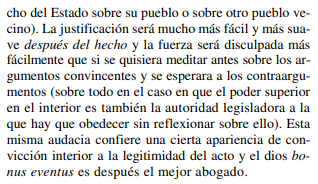 cho del Estado sobre su pueblo o sobre otro pueblo ve-
cino). La justificación será mucho más fácil y más sua-
ve después del hecho y la fuerza será disculpada más
fácilmente que si se quisiera meditar antes sobre los ar-
gumentos convincentes y se esperara a los contraargu-
mentos (sobre todo en el caso en que el poder superior
en el interior es también la autoridad legisladora a la
que hay que obedecer sin reflexionar sobre ello). Esta
misma audacia confiere una cierta apariencia de con-
vicción interior a la legitimidad del acto y el dios bo-
nus eventus es después el mejor abogado.